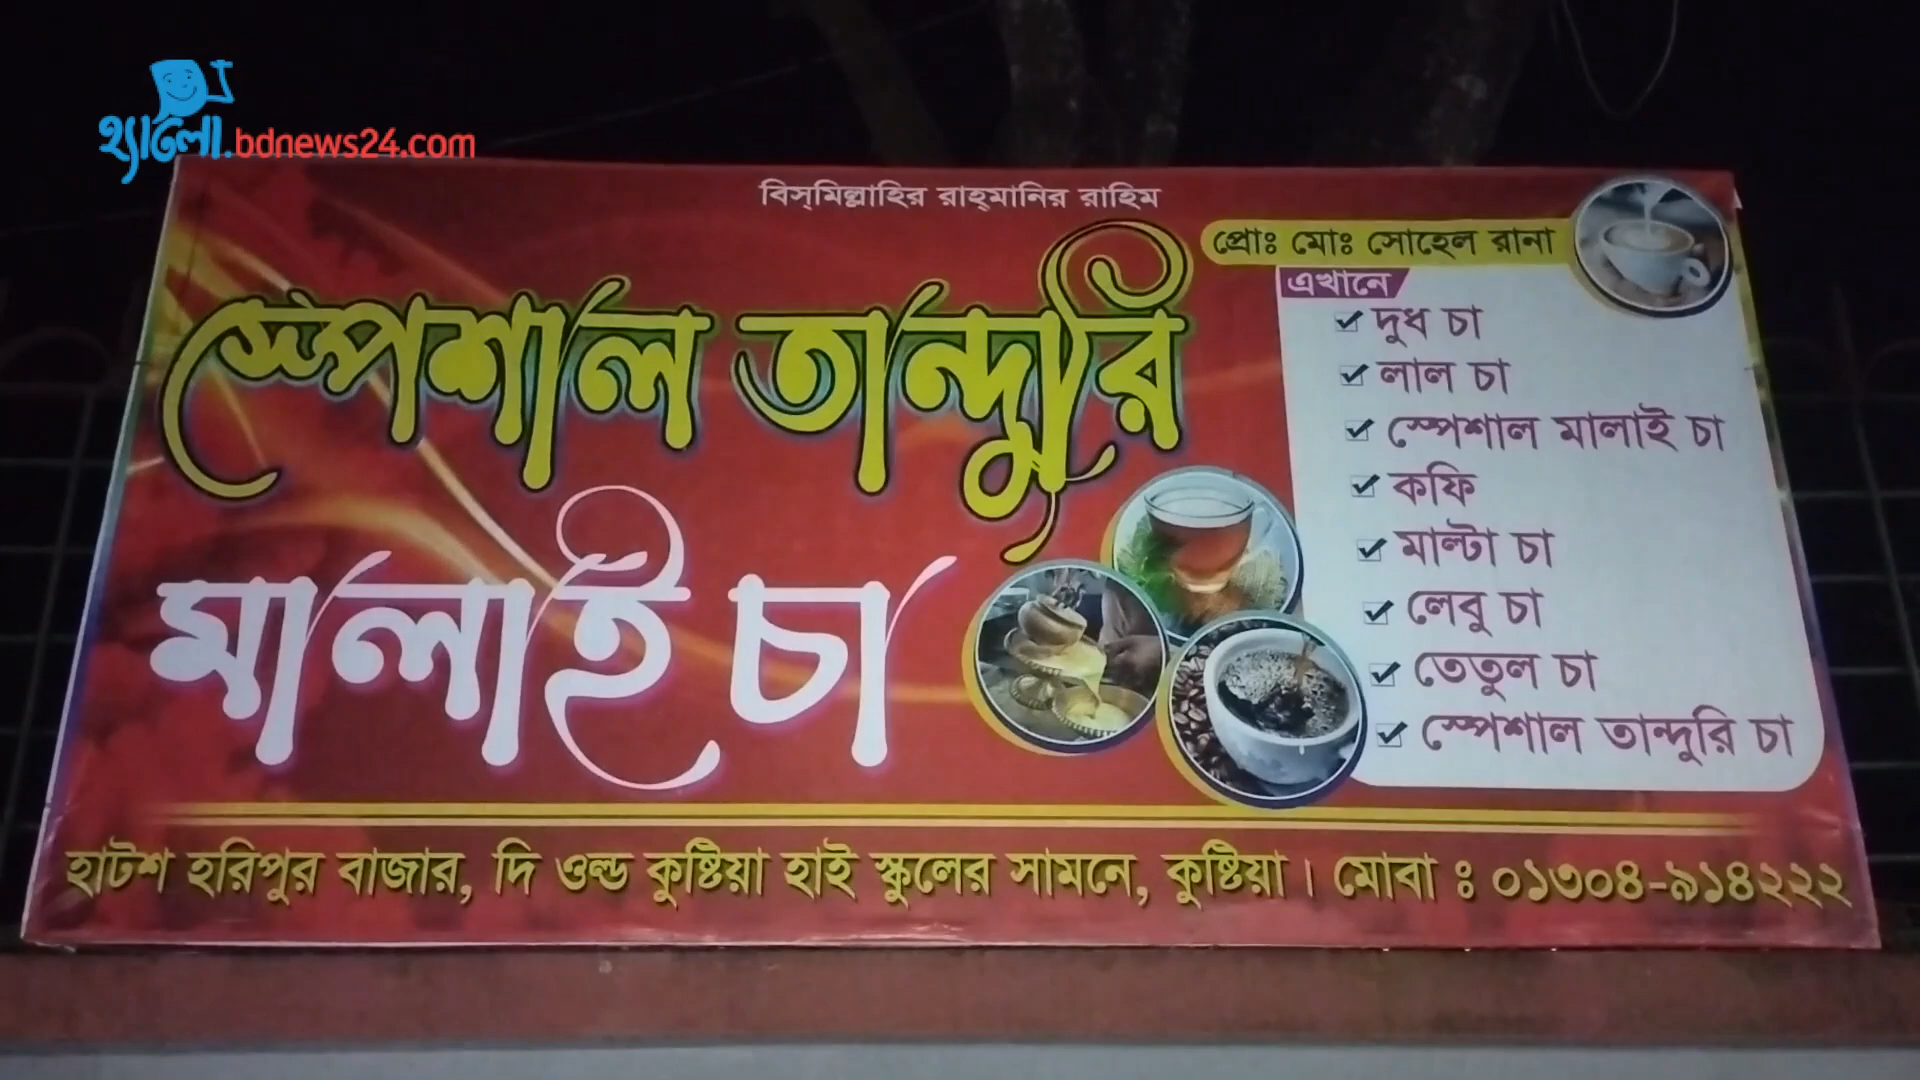 হ্যালো.bdnews24.com
বিস্‌মিল্লাহির রাহ্‌মানির রাহিম
প্রোঃ মোঃ সোহেল রানা
স্পেশাল তান্দুরি
মালাই চা
এখানে
দুধ চা
লাল চা
স্পেশাল মালাই চা
কফি
মাল্টা চা
লেবু চা
তেতুল চা
স্পেশাল তান্দুরি চা
হাটশ হরিপুর বাজার, দি ওল্ড কুষ্টিয়া হাই স্কুলের সামনে, কুষ্টিয়া। মোবা ঃ ০১৩০৪-৯১৪২২২